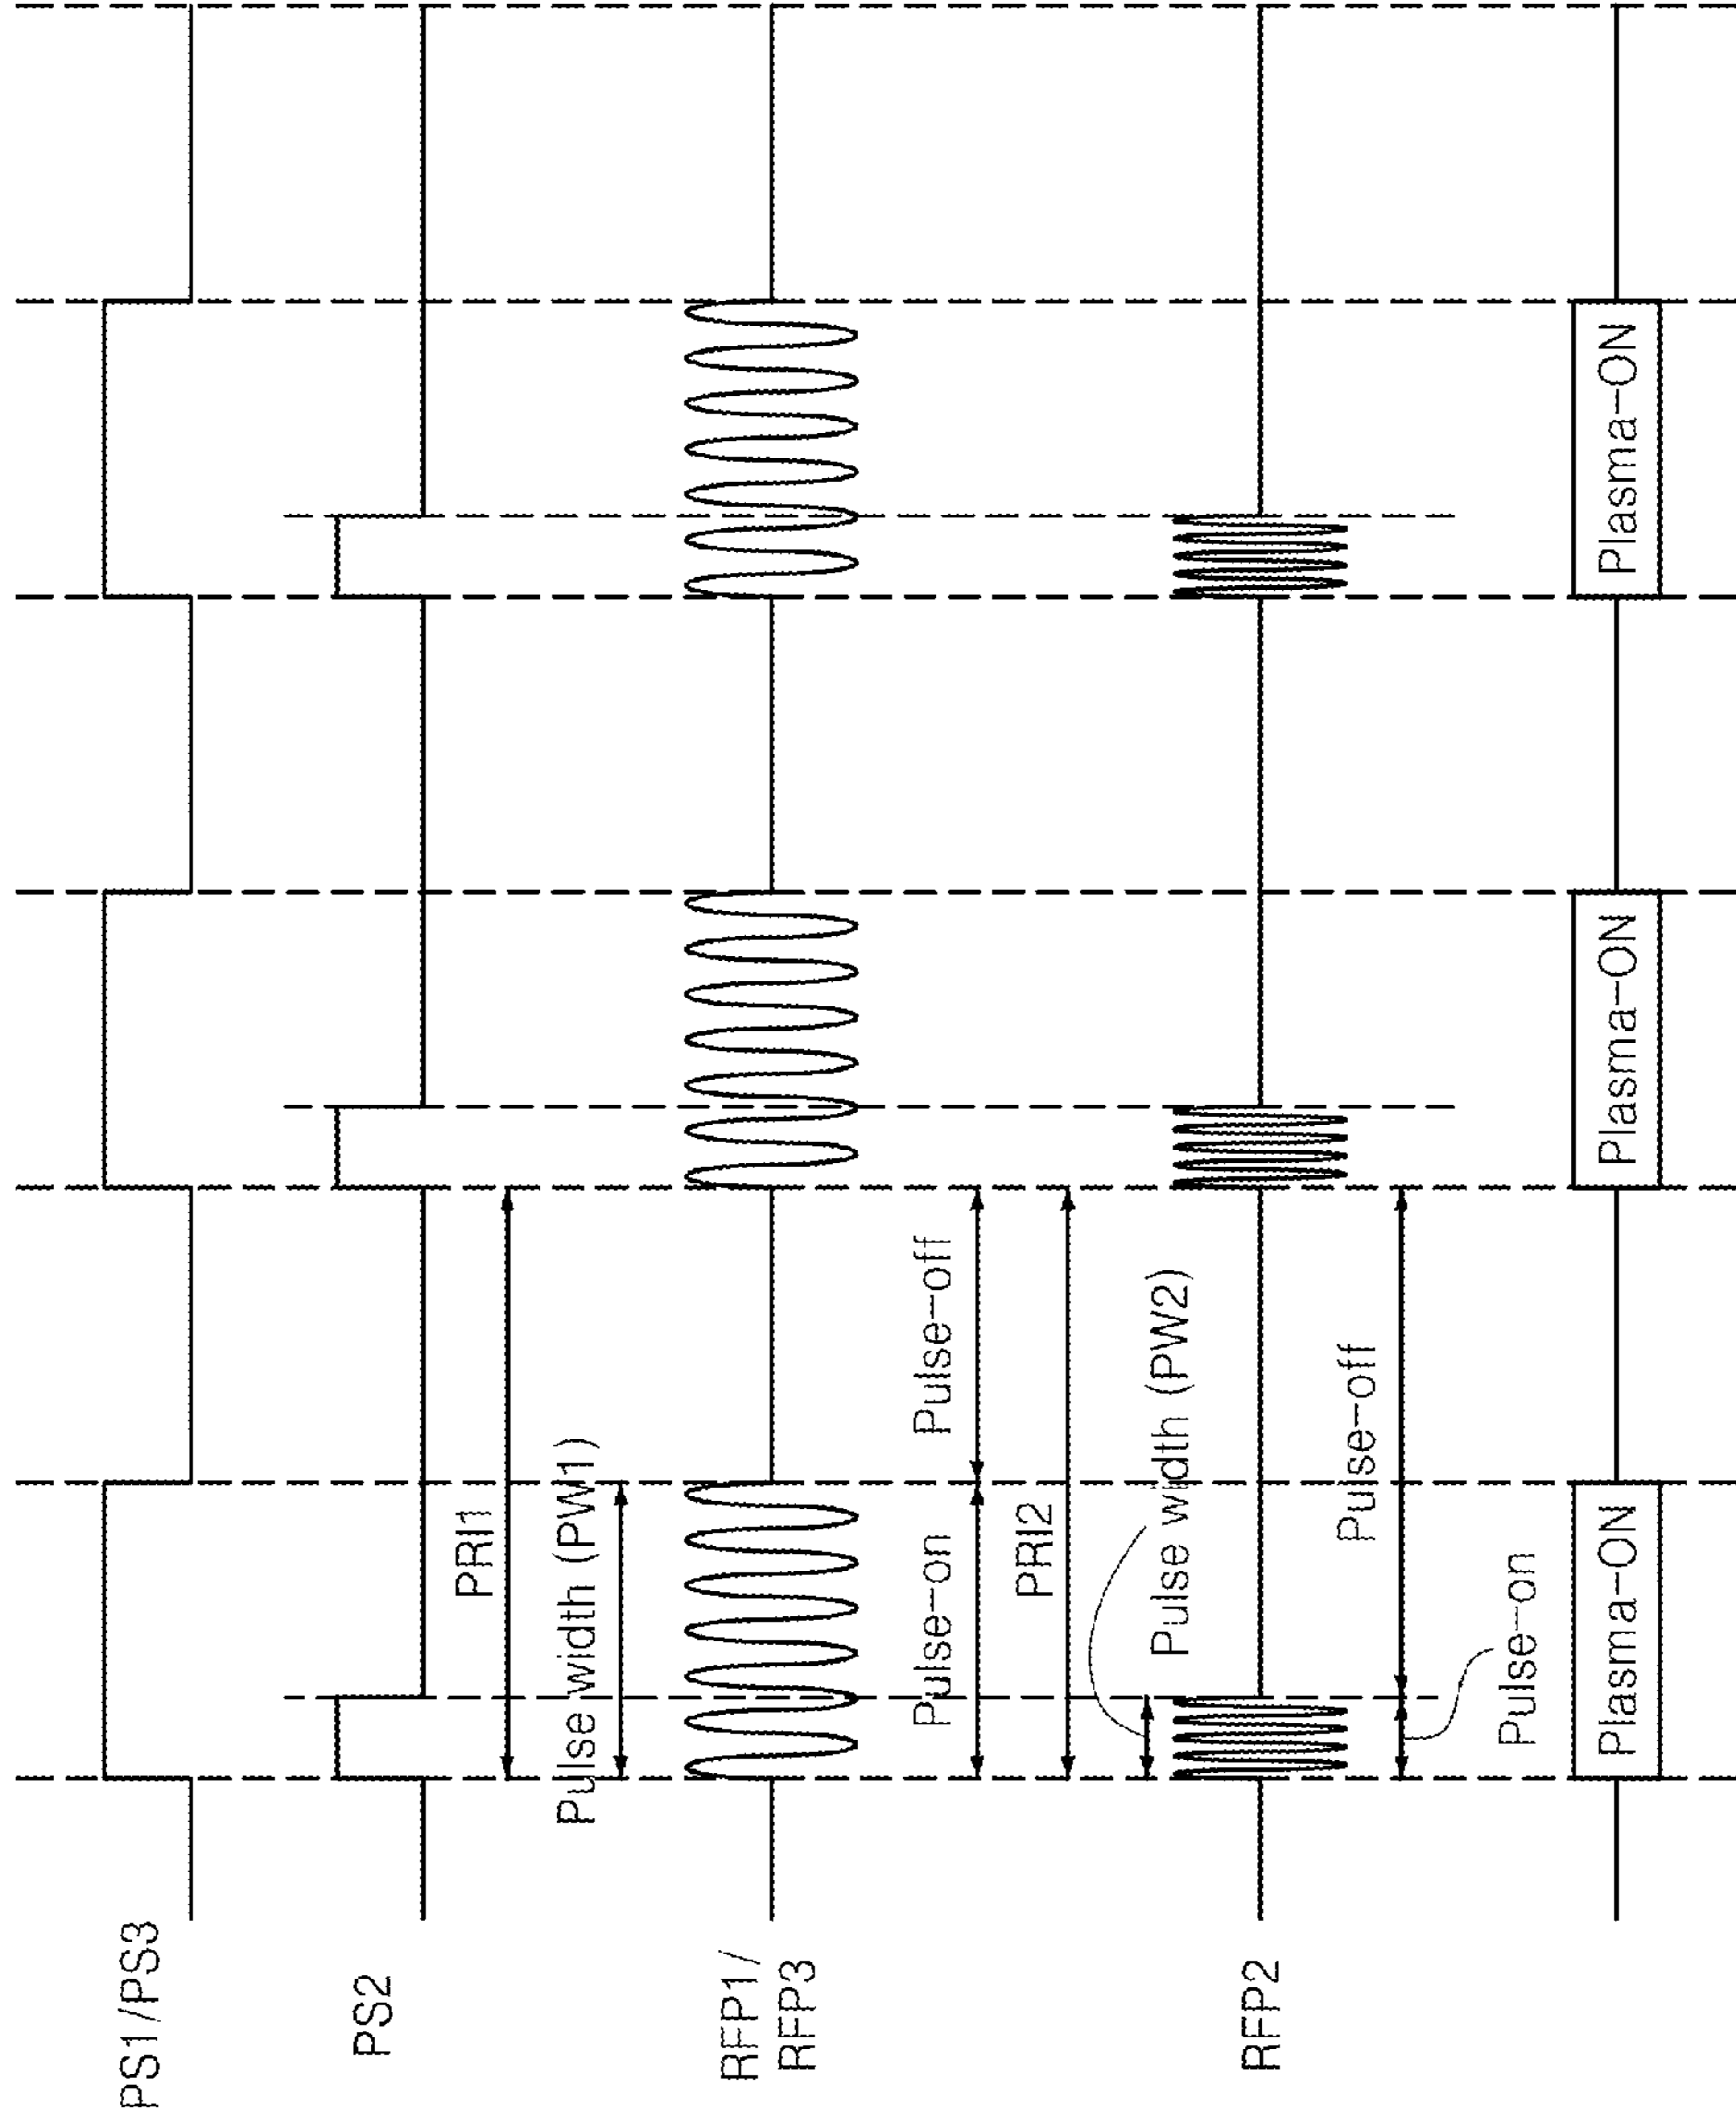 PS1/PS3
PS2
PRI1
Pulse width (PW1)
RFP1/
RFP3
Pulse-on
Pulse-off
PRI2
Pulse width (PW2)
RFP2
Pulse-off
Pulse-on
Plasma-ON
Plasma-ON
Plasma-ON